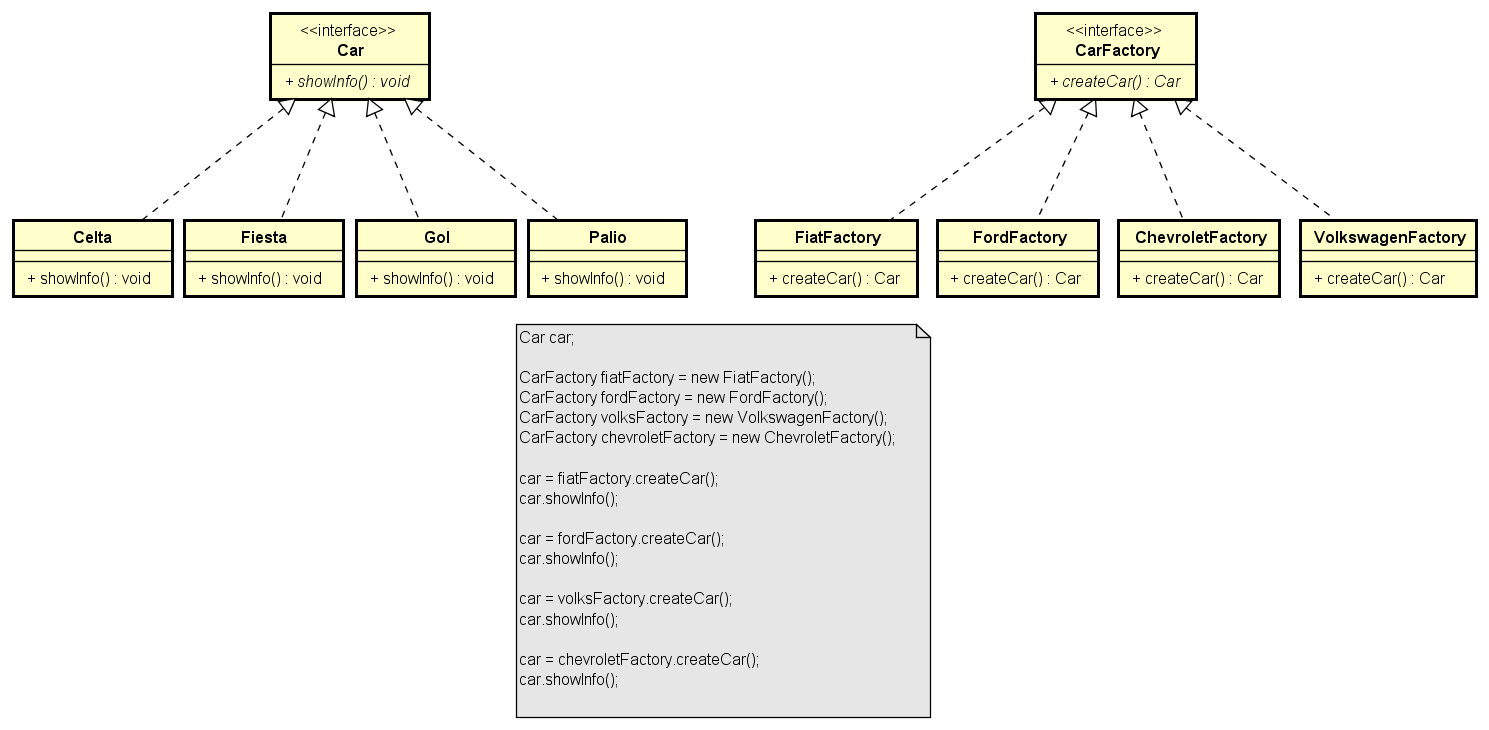 <<interface>>
Car
+ showInfo() : void
<<interface>>
CarFactory
+ createCar() : Car
Celta
+ showInfo() : void
Fiesta
+ showInfo() : void
Gol
+ showInfo() : void
Palio
+ showInfo() : void
FiatFactory
+ createCar() : Car
FordFactory
+ createCar() : Car
ChevroletFactory
+ createCar() : Car
VolkswagenFactory
+ createCar() : Car
Car car;
CarFactory fiatFactory = new FiatFactory();
CarFactory fordFactory = new FordFactory();
CarFactory volksFactory = new VolkswagenFactory();
CarFactory chevroletFactory = new ChevroletFactory();
car = fiatFactory.createCar();
car.showInfo();
car = fordFactory.createCar();
car.showInfo();
car = volksFactory.createCar();
car.showInfo();
car = chevroletFactory.createCar();
car.showInfo();